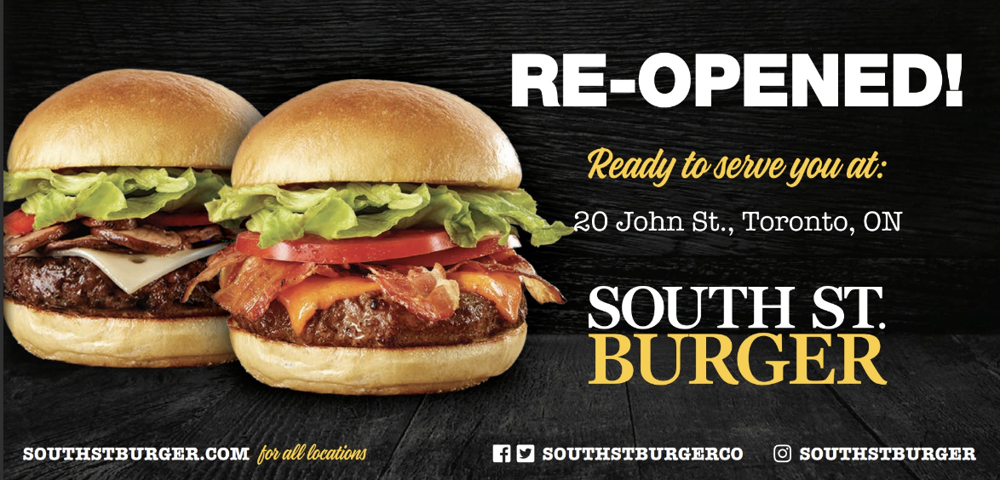 RE-OPENED!
Ready to serve you at:
20 John St., Toronto, ON
SOUTH ST.
BURGER
SOUTHSTBURGER.COM for all locations
SOUTHSTBURGERCO
SOUTHSTBURGER